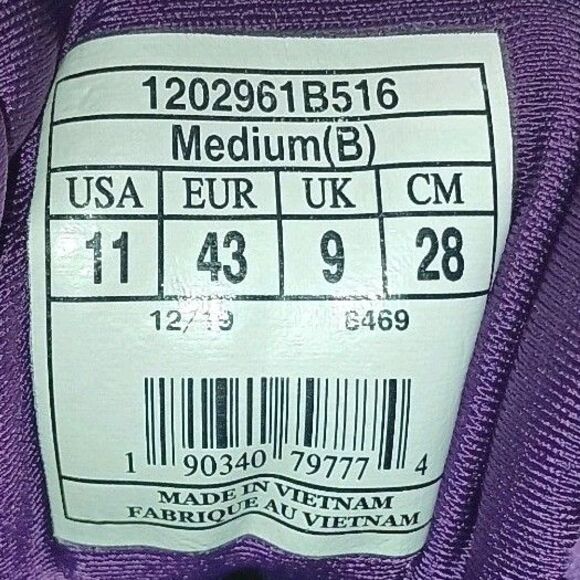 1202961B516
Medium(B)
USA EUR UK CM
11 43 9 28
12/19 6469
1 90340 79777 4
MADE IN VIETNAM
FABRIQUE AU VIETNAM